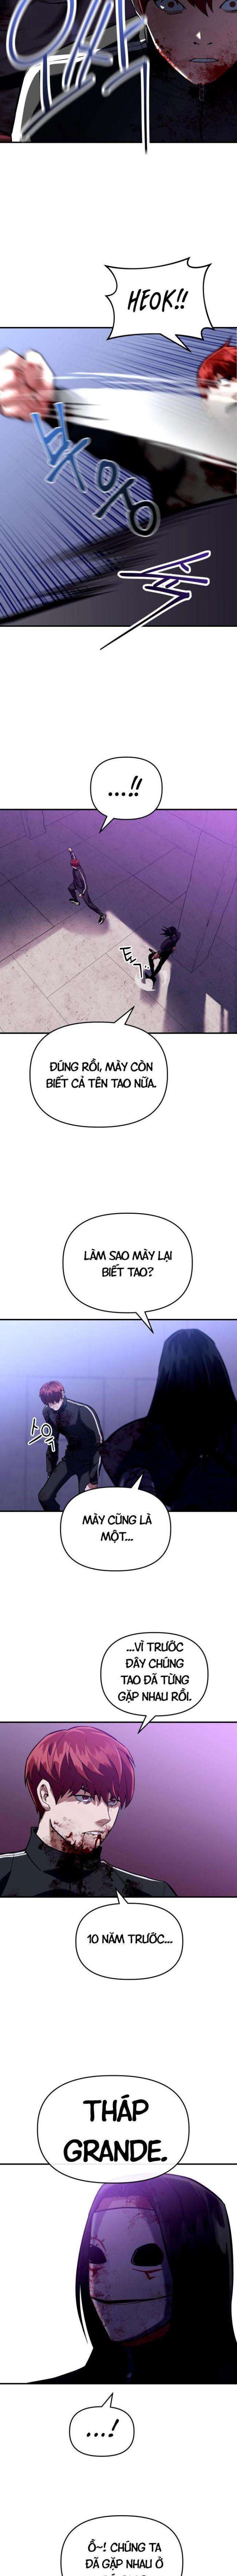 HEOK!!
부웅
...!!
ĐÚNG RỒI, MÀY CÒN
BIẾT CẢ TÊN TAO NỮA.
LÀM SAO MÀY LẠI
BIẾT TAO?
MÀY CŨNG LÀ
MỘT...
...VÌ TRƯỚC
ĐÂY CHÚNG
TAO ĐÃ TỪNG
GẶP NHAU RỒI.
10 NĂM TRƯỚC...
THÁP
GRANDE.
...!
Ồ~! CHÚNG TA
ĐÃ GẶP NHAU Ở